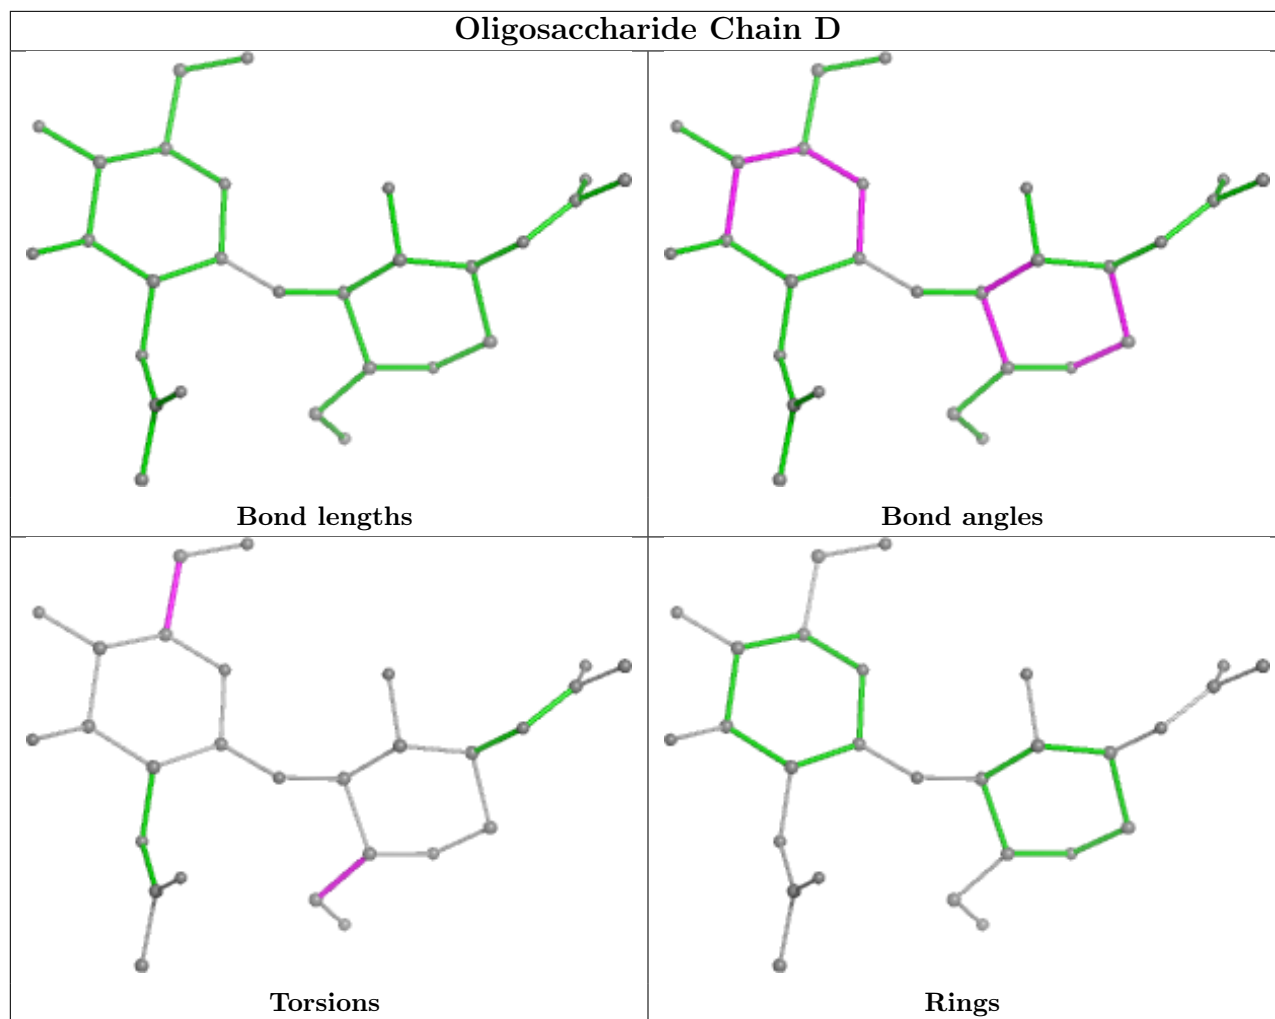 Oligosaccharide Chain D
Bond lengths
Bond angles
Torsions
Rings